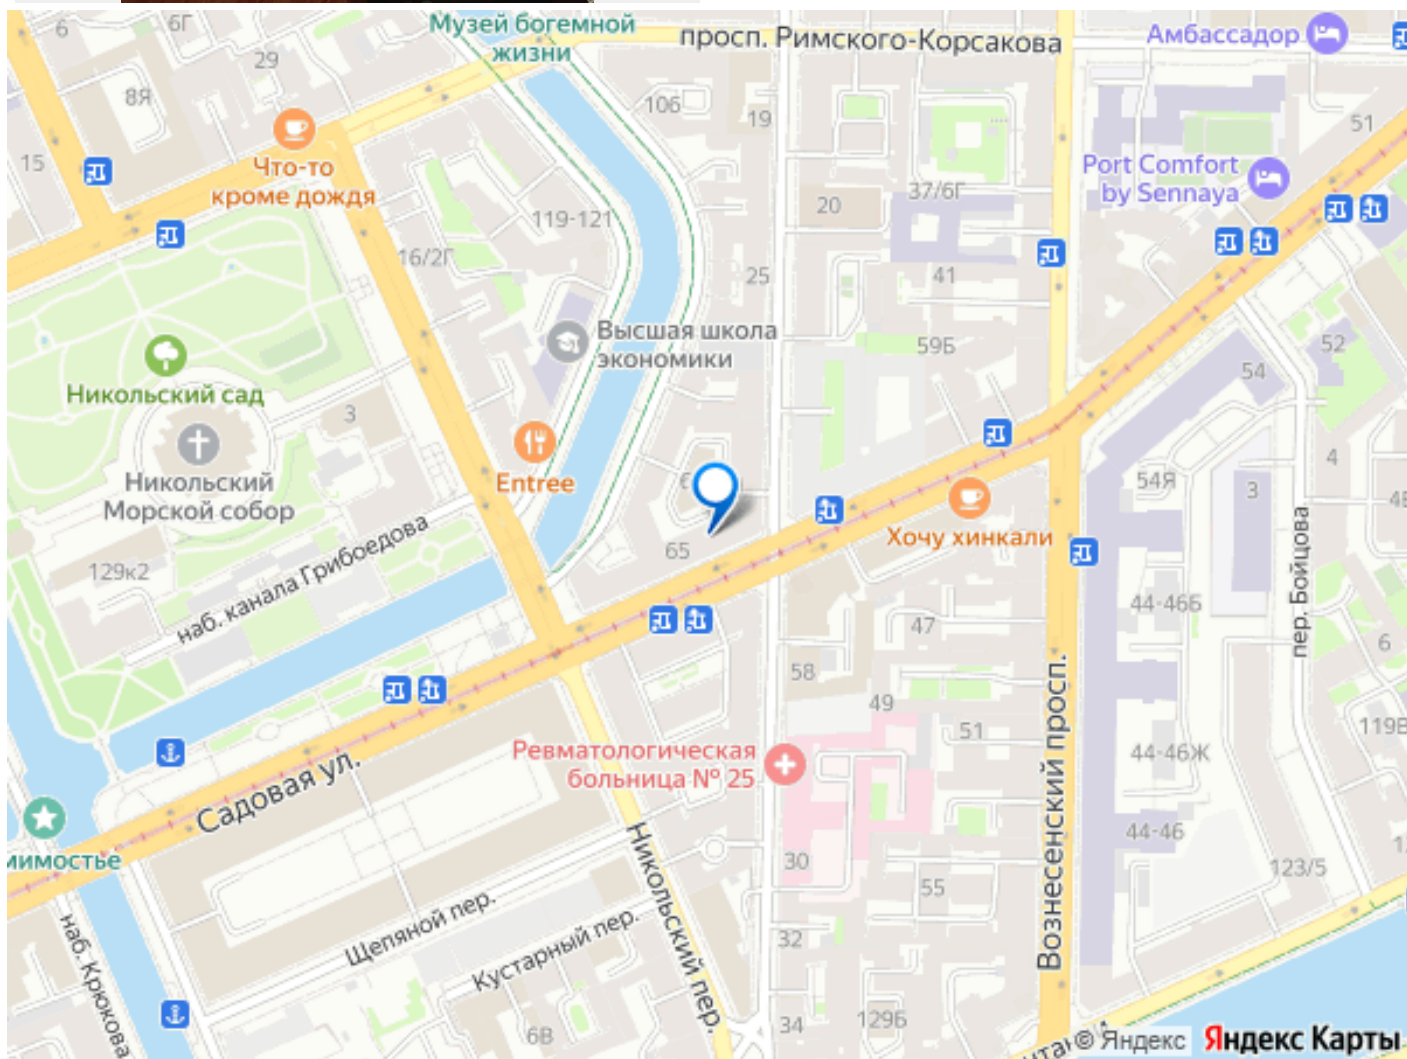 Музей богемной
жизни
просп. Римского-Корсакова
Амбассадор
6
6Г
29
8Я
15
Что-то
кроме дождя
106
19
51
Port Comfort
by Sennaya
37/6Г
20
119-121
16/2Г
25
41
Высшая школа
экономики
59Б
52
54
Никольский сад
3
Никольский
Морской собор
Entree
54Я
3
4
Хочу хинкали
65
129к2
наб. канала Грибоедова
44-46Б
пер. Бойцова
47
6
58
49
51
119В
Вознесенский просп.
Ревматологическая
больница № 25
44-46Ж
Садовая ул.
44-46
мимостье
Никольский пер.
30
55
123/5
Щепяной пер.
Кустарный пер.
наб. Крюкова
32
34
6В
129Б
© Яндекс
Яндекс Карты